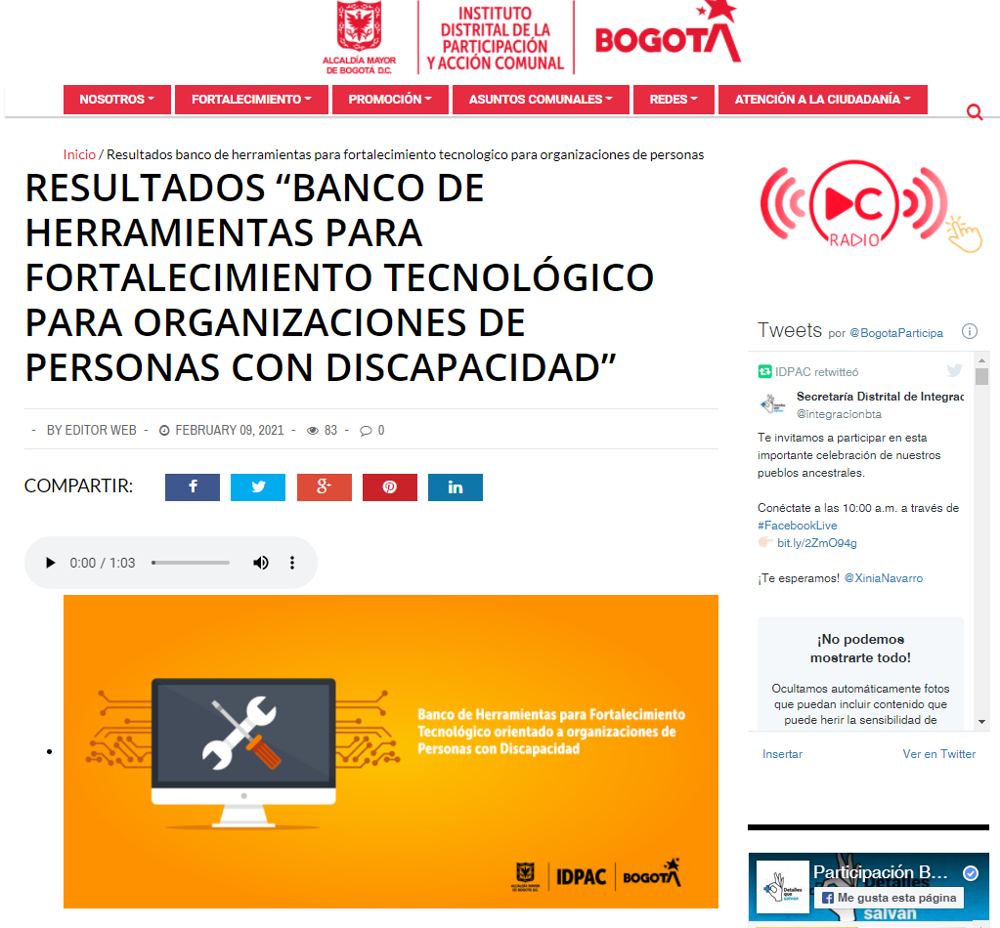 ALCALDÍA MAYOR
DE BOGOTÁ D.C.
INSTITUTO
DISTRITAL DE LA
PARTICIPACIÓN
Y ACCIÓN COMUNAL
BOGOTÁ
NOSOTROS
FORTALECIMIENTO
PROMOCIÓN
ASUNTOS COMUNALES
REDES
ATENCIÓN A LA CIUDADANÍA
Inicio / Resultados banco de herramientas para fortalecimiento tecnologico para organizaciones de personas
RESULTADOS “BANCO DE
HERRAMIENTAS PARA
FORTALECIMIENTO TECNOLÓGICO
PARA ORGANIZACIONES DE
PERSONAS CON DISCAPACIDAD”
- BY EDITOR WEB - FEBRUARY 09, 2021 - 83 - 0
COMPARTIR:
0:00 / 1:03
Banco de Herramientas para Fortalecimiento
Tecnológico orientado a organizaciones de
Personas con Discapacidad
ALCALDÍA MAYOR
DE BOGOTÁ D.C.
IDPAC
BOGOTÁ
DC
RADIO
Tweets por @BogotaParticipa
IDPAC retwitteó
Secretaría Distrital de Integrac
@integracionbta
Te invitamos a participar en esta
importante celebración de nuestros
pueblos ancestrales.
Conéctate a las 10:00 a.m. a través de
#FacebookLive
bit.ly/2ZmO94g
¡Te esperamos! @XiniaNavarro
¡No podemos
mostrarte todo!
Ocultamos automáticamente fotos
que puedan incluir contenido que
puede herir la sensibilidad de
Insertar
Ver en Twitter
Participación B...
Detalles
que
salvan
Me gusta esta página
Detalles
salvan